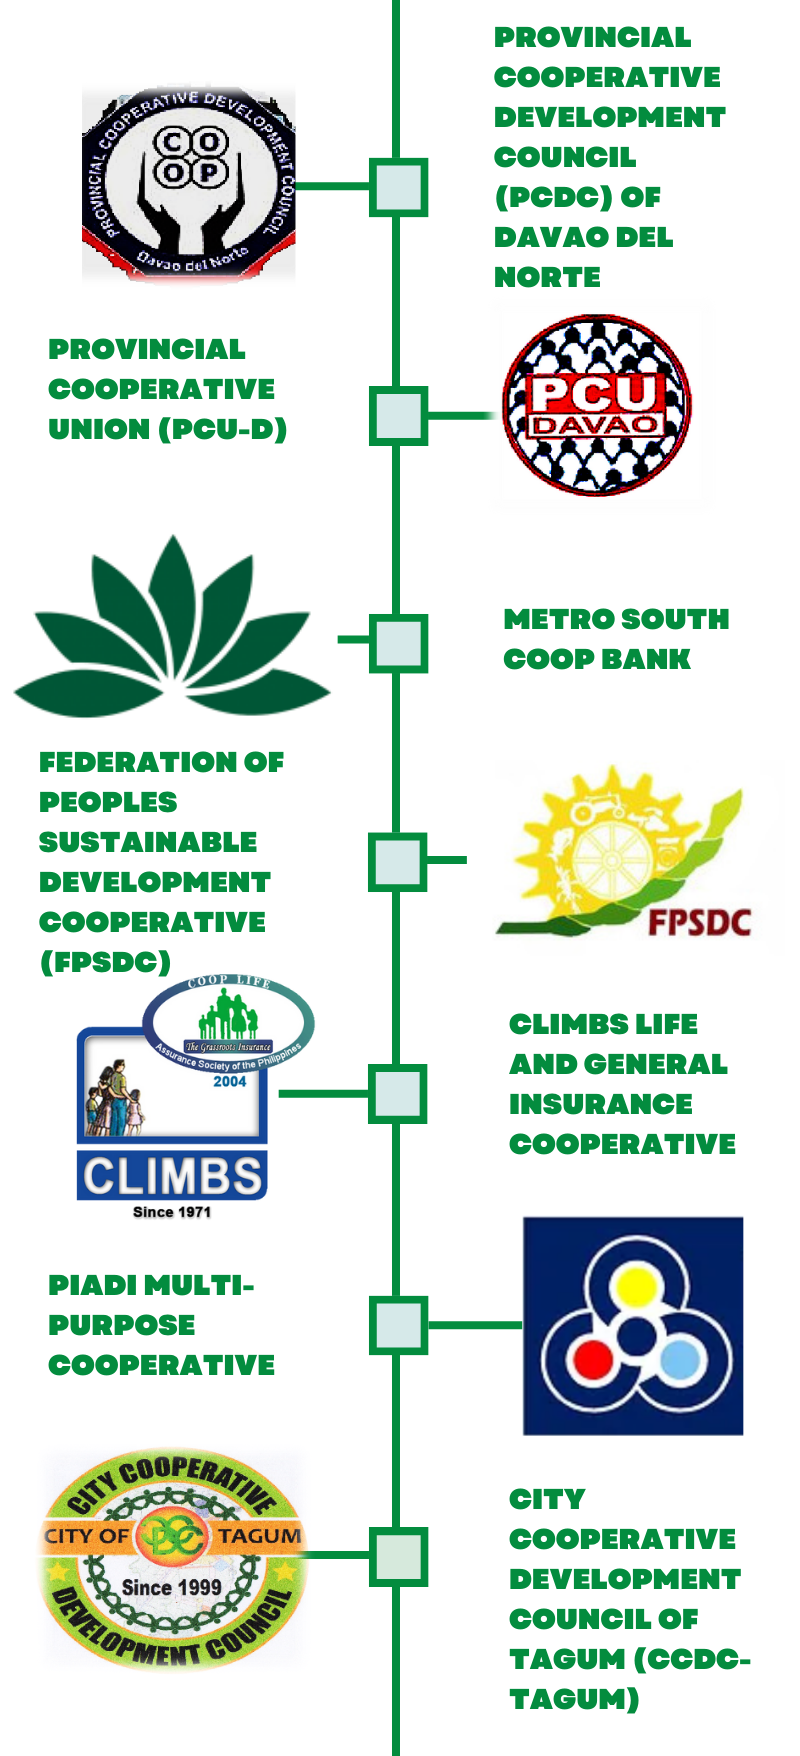 PROVINCIAL COOPERATIVE DEVELOPMENT COUNCIL
CO
OP
Davao del Norte
PROVINCIAL
COOPERATIVE
DEVELOPMENT
COUNCIL
(PCDC) OF
DAVAO DEL
NORTE
PROVINCIAL
COOPERATIVE
UNION (PCU-D)
PCU
DAVAO
METRO SOUTH
COOP BANK
FEDERATION OF
PEOPLES
SUSTAINABLE
DEVELOPMENT
COOPERATIVE
(FPSDC)
FPSDC
COOP LIFE
The Grassroots Insurance
Assurance Society of the Philippines
2004
CLIMBS
Since 1971
CLIMBS LIFE
AND GENERAL
INSURANCE
COOPERATIVE
PIADI MULTI-
PURPOSE
COOPERATIVE
CITY COOPERATIVE
CITY OF CDCC TAGUM
Since 1999
DEVELOPMENT COUNCIL
CITY
COOPERATIVE
DEVELOPMENT
COUNCIL OF
TAGUM (CCDC-
TAGUM)